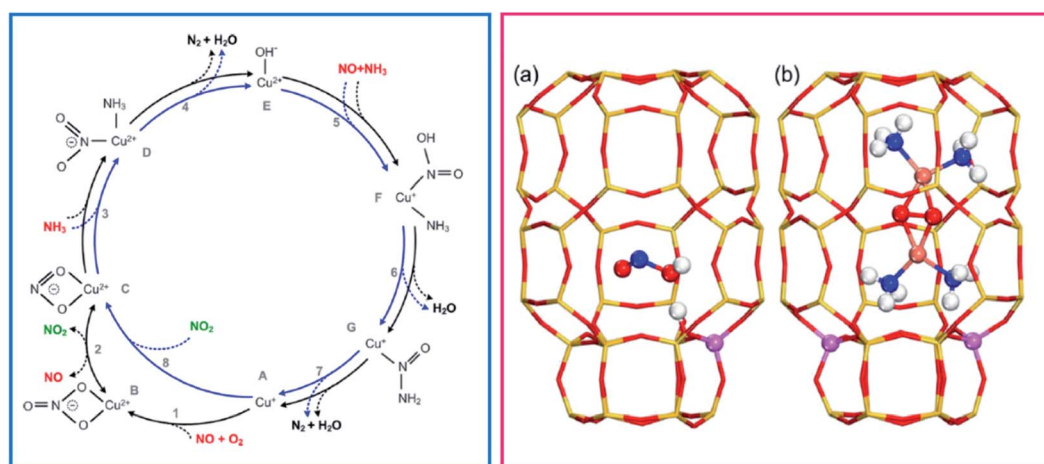 N₂ + H₂O
OH⁻
Cu²⁺
E
NO+NH₃
4
5
NH₃
O
N
⊖
O
Cu²⁺
D
OH
N
O
Cu⁺
F
NH₃
NH₃
3
6
H₂O
O
N
⊖
O
Cu²⁺
C
NO₂
NO₂
2
8
NO
G
Cu⁺
O
N
NH₂
7
A
Cu⁺
B
O
O
N
⊖
O
Cu²⁺
1
NO + O₂
N₂ + H₂O
(a)
(b)